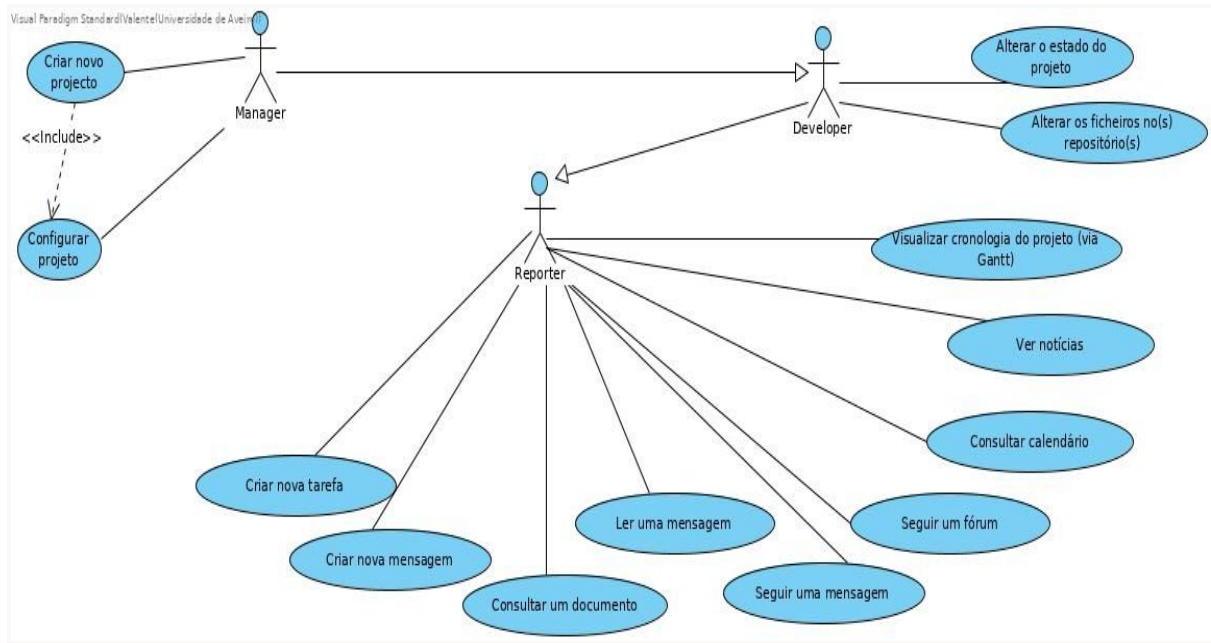 Visual Paradigm Standard(Valente(Universidade de Aveiro))
Criar novo
projecto
Manager
<<Include>>
Configurar
projeto
Developer
Alterar o estado do
projeto
Alterar os ficheiros no(s)
repositório(s)
Reporter
Visualizar cronologia do projeto (via
Gantt)
Ver notícias
Consultar calendário
Criar nova tarefa
Ler uma mensagem
Seguir um fórum
Criar nova mensagem
Consultar um documento
Seguir uma mensagem